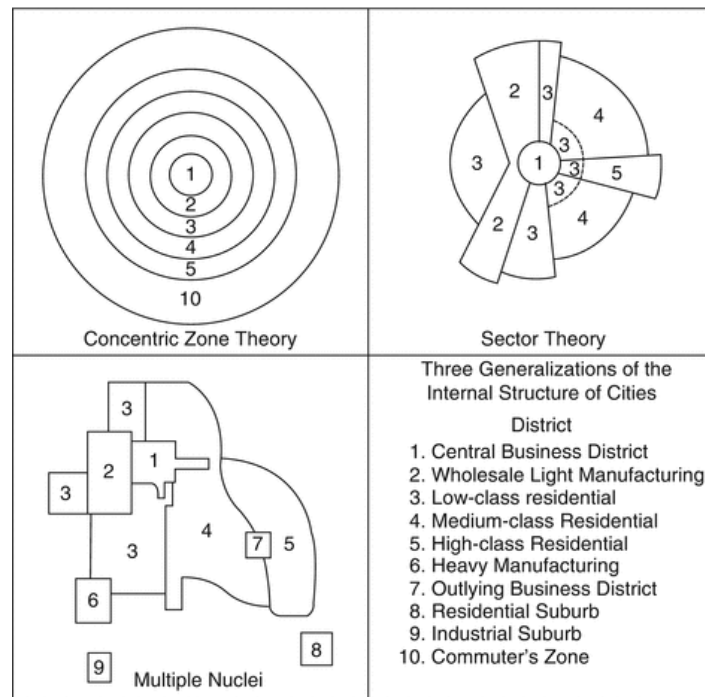 1
2
3
4
5
10
Concentric Zone Theory
2
3
4
3
3
1
3
5
3
2
3
4
Sector Theory
3
1
2
3
3
4
7
5
6
9
8
Multiple Nuclei
Three Generalizations of the
Internal Structure of Cities
District
1. Central Business District
2. Wholesale Light Manufacturing
3. Low-class residential
4. Medium-class Residential
5. High-class Residential
6. Heavy Manufacturing
7. Outlying Business District
8. Residential Suburb
9. Industrial Suburb
10. Commuter's Zone